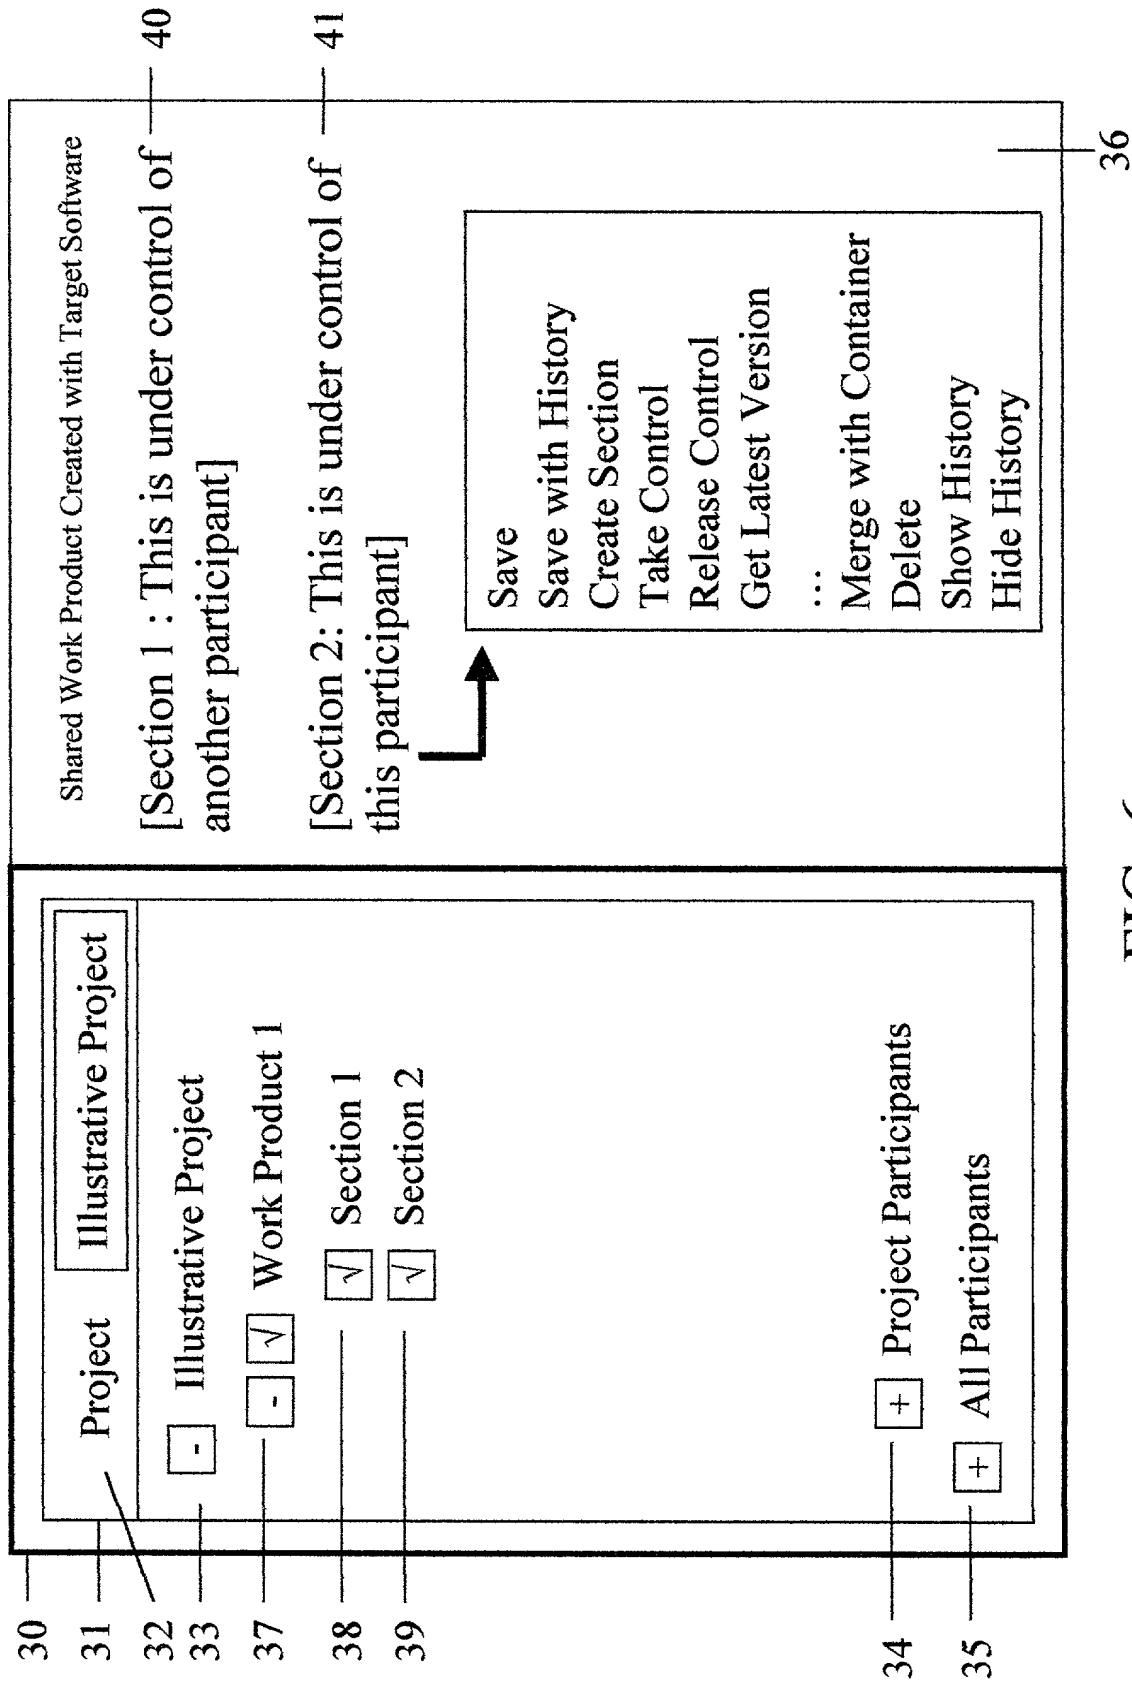 30
31
32
33
37
38
39
34
35
Project
Illustrative Project
- Illustrative Project
- √ Work Product 1
√ Section 1
√ Section 2
+ Project Participants
+ All Participants
Shared Work Product Created with Target Software
[Section 1 : This is under control of
another participant]
[Section 2: This is under control of
this participant]
Save
Save with History
Create Section
Take Control
Release Control
Get Latest Version
...
Merge with Container
Delete
Show History
Hide History
40
41
36